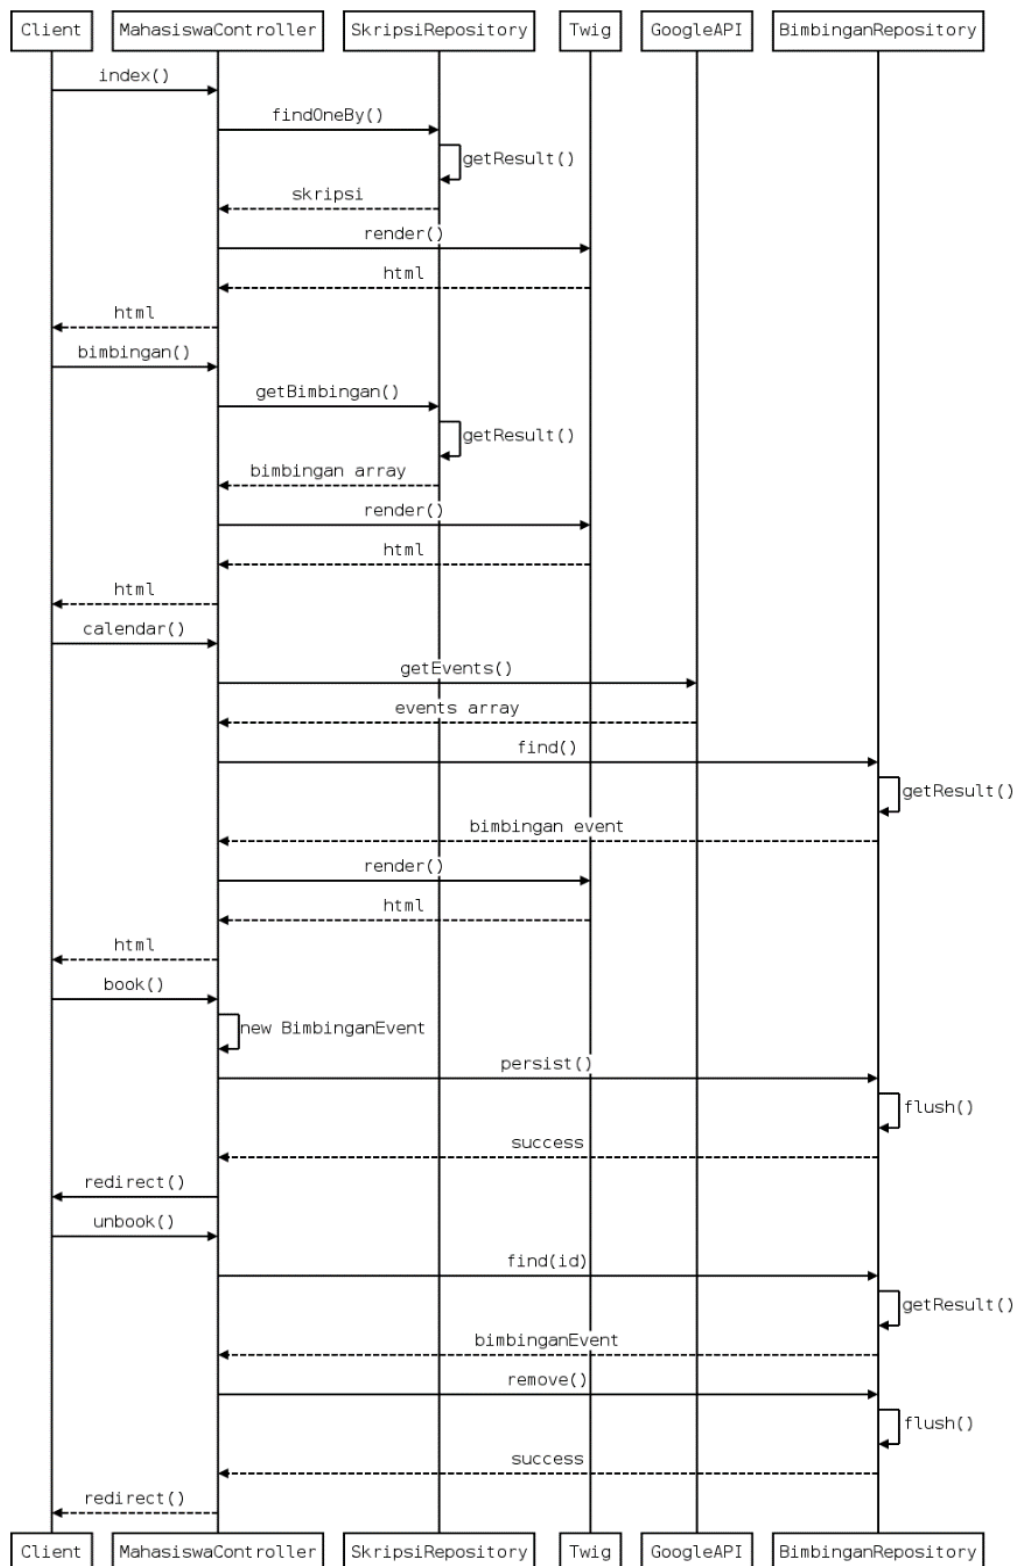 Client MahasiswaController SkripsiRepository Twig GoogleAPI BimbinganRepository
index()
findOneBy()
getResult()
skripsi
render()
html
html
bimbingan()
getBimbingan()
getResult()
bimbingan array
render()
html
html
calendar()
getEvents()
events array
find()
getResult()
bimbingan event
render()
html
html
book()
new BimbinganEvent
persist()
flush()
success
redirect()
unbook()
find(id)
getResult()
bimbinganEvent
remove()
flush()
success
redirect()
Client MahasiswaController SkripsiRepository Twig GoogleAPI BimbinganRepository